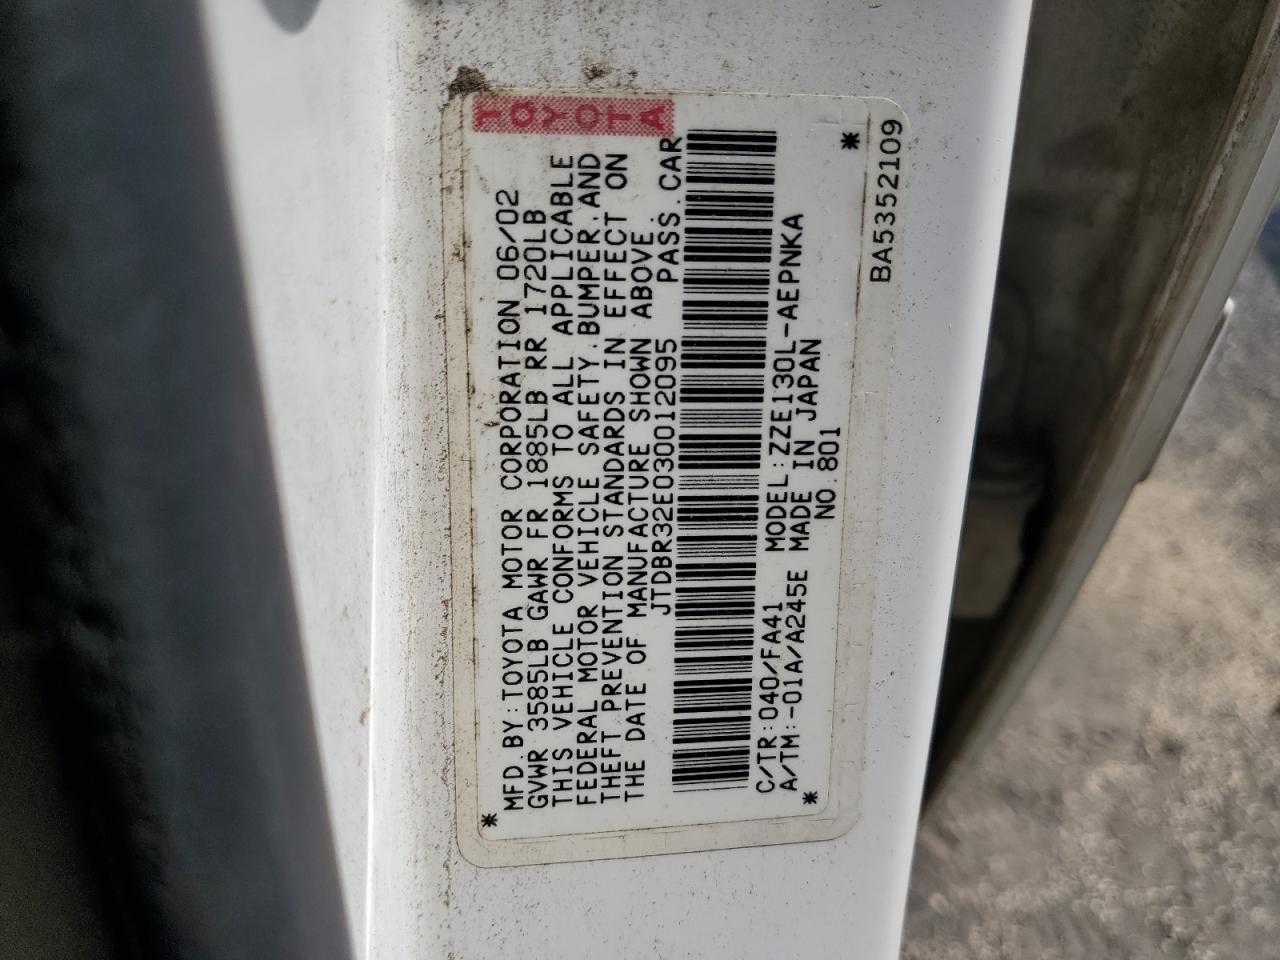 TOYOTA
MFD.BY:TOYOTA MOTOR CORPORATION 06/02
GVWR 3585LB GAWR FR 1885LB RR 1720LB
THIS VEHICLE CONFORMS TO ALL APPLICABLE
FEDERAL MOTOR VEHICLE SAFETY.BUMPER.AND
THEFT PREVENTION STANDARDS IN EFFECT ON
THE DATE OF MANUFACTURE SHOWN ABOVE.
JTDBR32E030012095 PASS.CAR
C/TR:040/FA41 MODEL:ZZE130L-AEPNKA
A/TM:-01A/A245E MADE IN JAPAN
NO.801
BA5352109